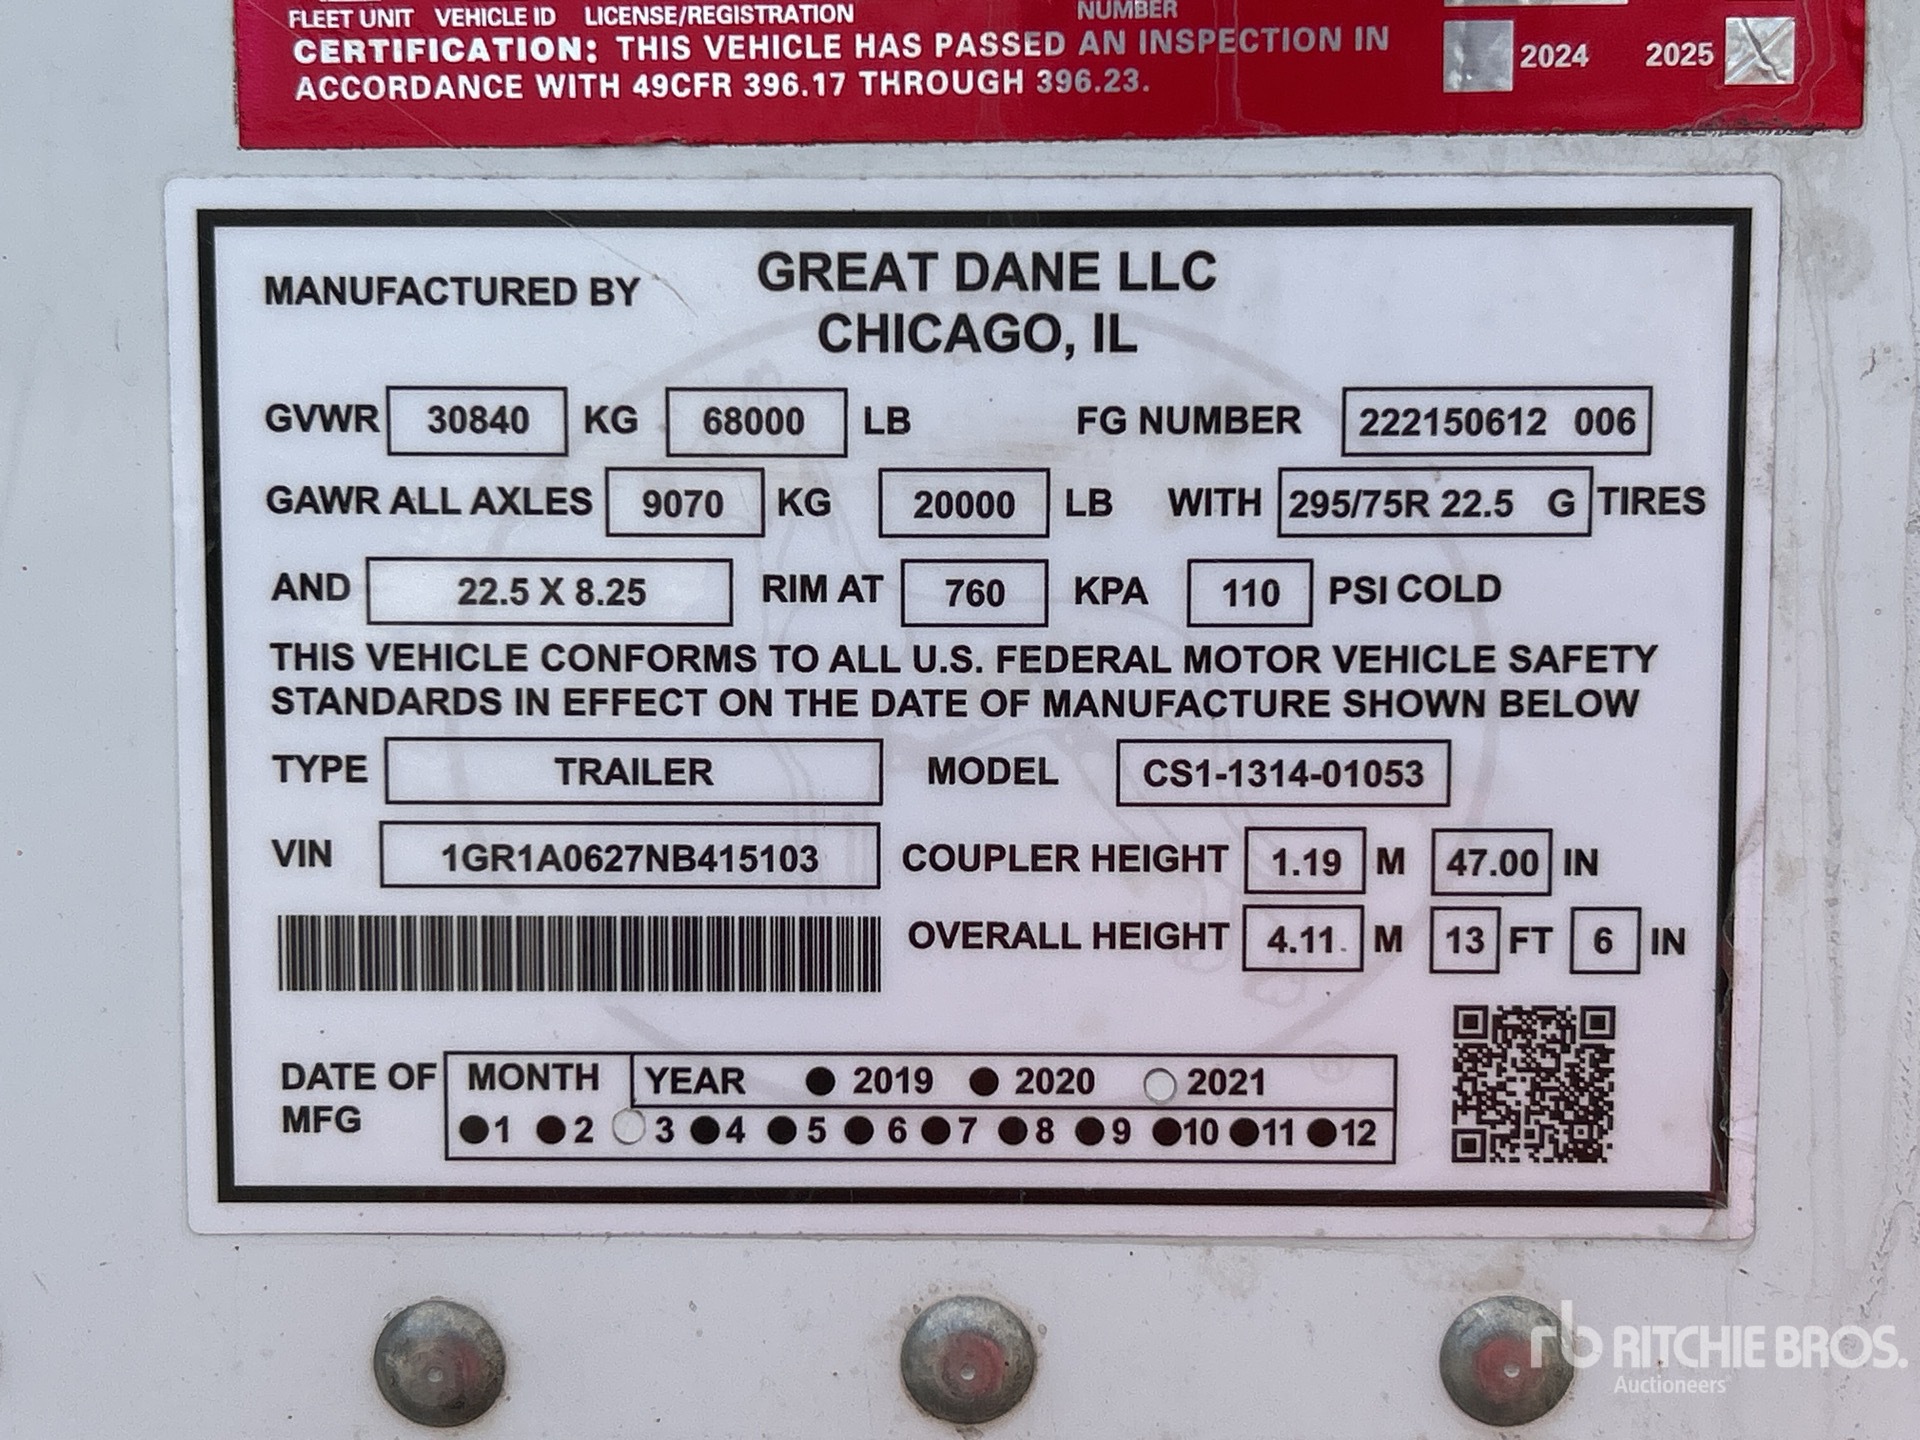 FLEET UNIT VEHICLE ID LICENSE/REGISTRATION NUMBER
CERTIFICATION: THIS VEHICLE HAS PASSED AN INSPECTION IN
ACCORDANCE WITH 49CFR 396.17 THROUGH 396.23.
2024 2025
MANUFACTURED BY GREAT DANE LLC
CHICAGO, IL
GVWR 30840 KG 68000 LB FG NUMBER 222150612 006
GAWR ALL AXLES 9070 KG 20000 LB WITH 295/75R 22.5 G TIRES
AND 22.5 X 8.25 RIM AT 760 KPA 110 PSI COLD
THIS VEHICLE CONFORMS TO ALL U.S. FEDERAL MOTOR VEHICLE SAFETY
STANDARDS IN EFFECT ON THE DATE OF MANUFACTURE SHOWN BELOW
TYPE TRAILER MODEL CS1-1314-01053
VIN 1GR1A0627NB415103 COUPLER HEIGHT 1.19 M 47.00 IN
OVERALL HEIGHT 4.11 M 13 FT 6 IN
DATE OF MFG MONTH YEAR 2019 2020 2021
1 2 3 4 5 6 7 8 9 10 11 12
rb RITCHIE BROS.
Auctioneers